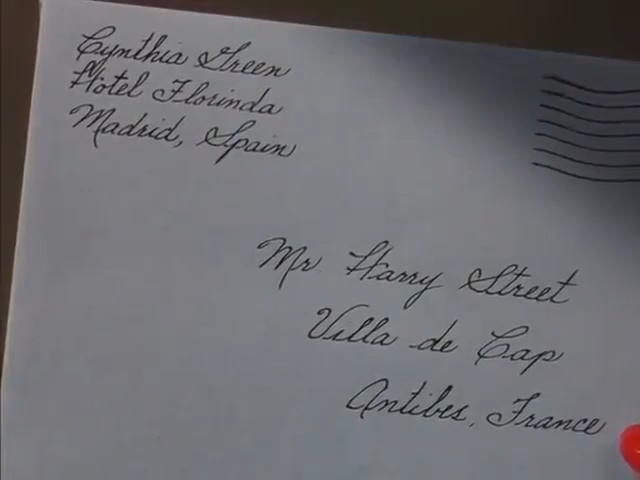 Cynthia Green
Hotel Florinda
Madrid, Spain
Mr Harry Street
Villa de Cap
Antibes, France